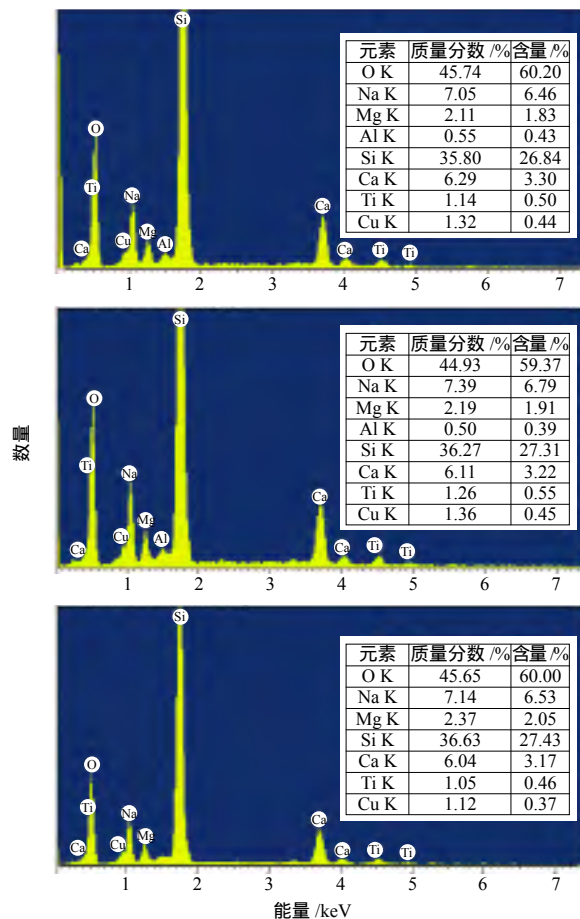 Si
O
Ti
Na
Ca
Cu
Mg
Al
Ca
Ca
Ti
Ti
元素 质量分数 /% 含量 /%
O K 45.74 60.20
Na K 7.05 6.46
Mg K 2.11 1.83
Al K 0.55 0.43
Si K 35.80 26.84
Ca K 6.29 3.30
Ti K 1.14 0.50
Cu K 1.32 0.44
1 2 3 4 5 6 7
Si
O
Ti
Na
Ca
Cu
Mg
Al
Ca
Ca
Ti
Ti
元素 质量分数 /% 含量 /%
O K 44.93 59.37
Na K 7.39 6.79
Mg K 2.19 1.91
Al K 0.50 0.39
Si K 36.27 27.31
Ca K 6.11 3.22
Ti K 1.26 0.55
Cu K 1.36 0.45
1 2 3 4 5 6 7
数量
Si
O
Ti
Na
Ca
Cu
Mg
Ca
Ca
Ti
Ti
元素 质量分数 /% 含量 /%
O K 45.65 60.00
Na K 7.14 6.53
Mg K 2.37 2.05
Si K 36.63 27.43
Ca K 6.04 3.17
Ti K 1.05 0.46
Cu K 1.12 0.37
1 2 3 4 5 6 7
能量 /keV